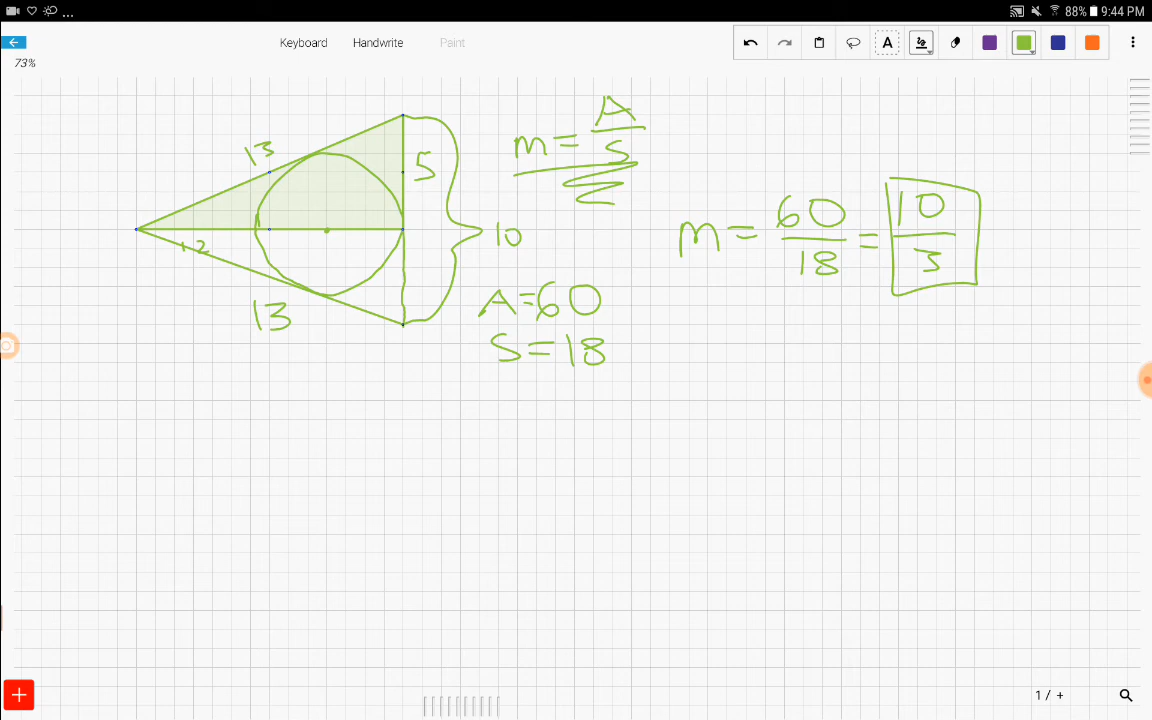 ... 88% 9:44 PM
Keyboard Handwrite Paint A
73%
13
5
12
13
10
m = A/S
A = 60
S = 18
m = 60/18 = 10/3
1 / +